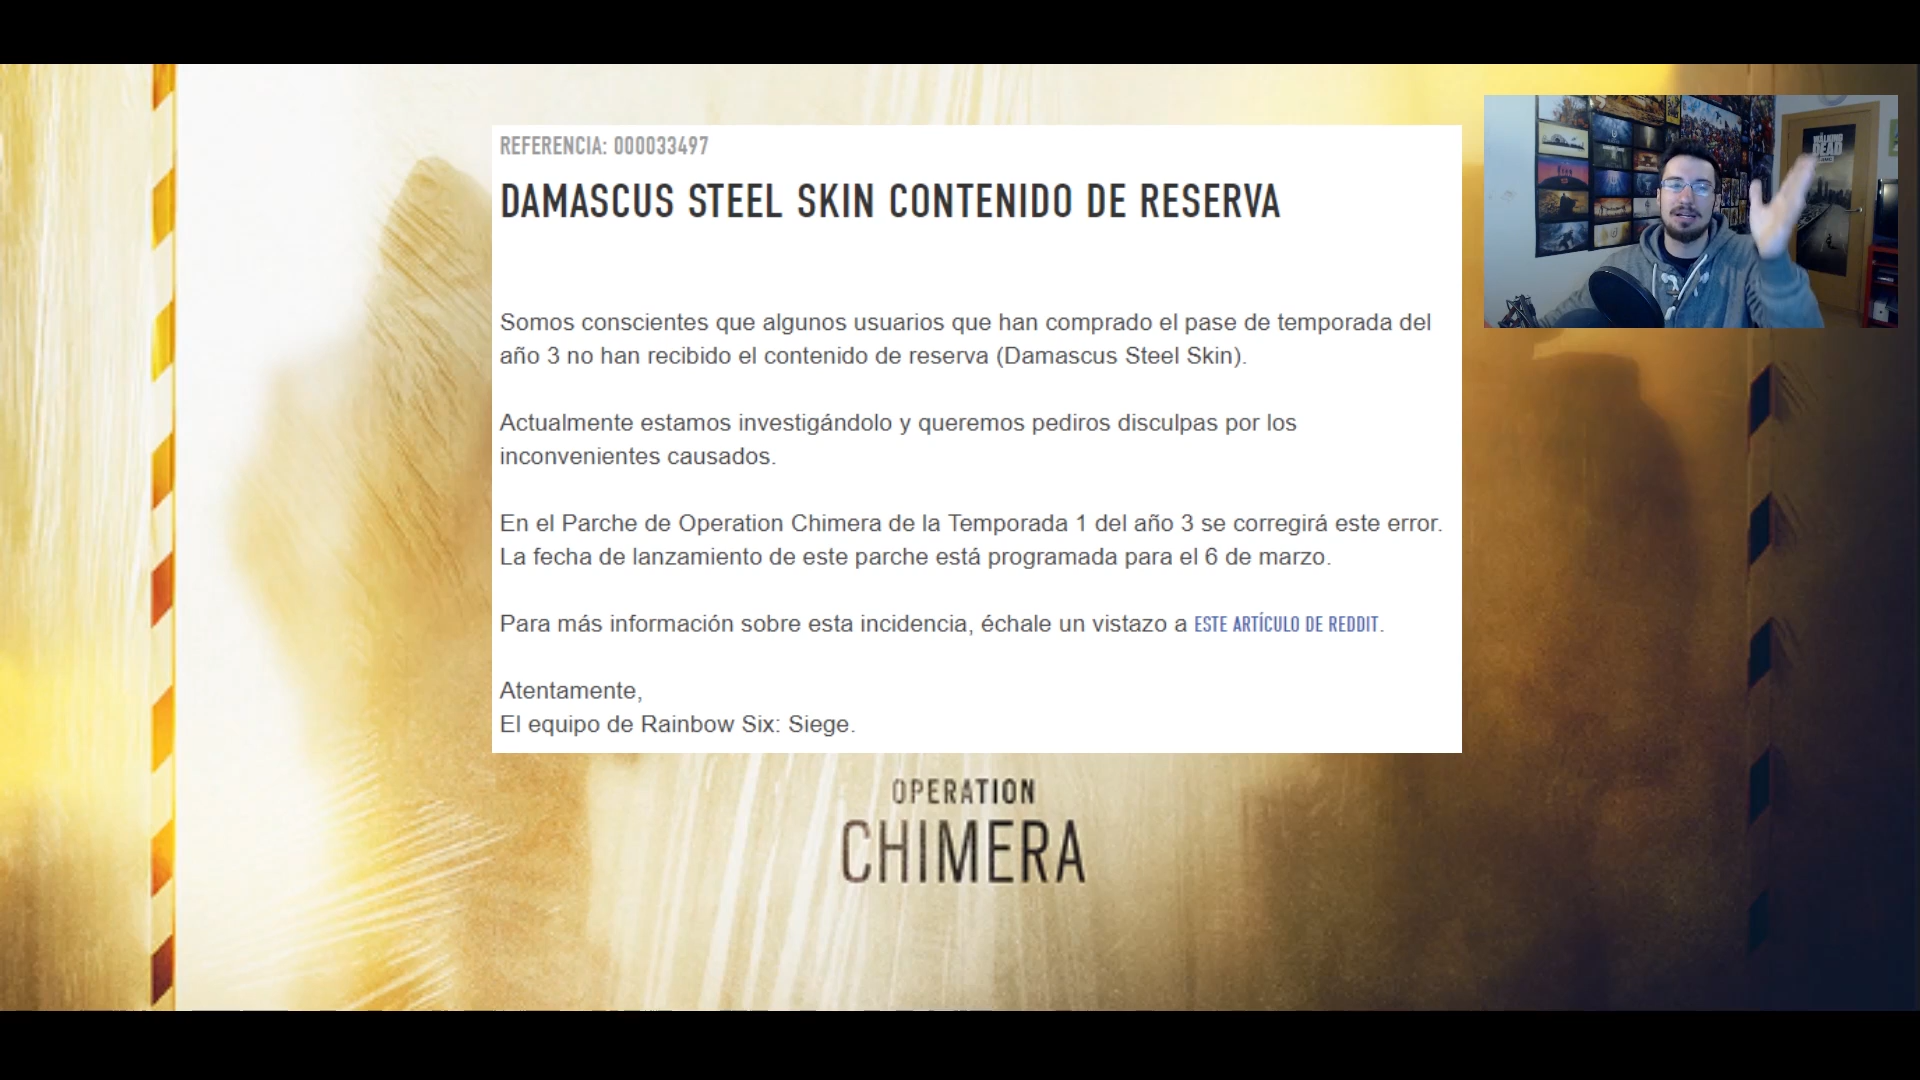 REFERENCIA: 000033497
DAMASCUS STEEL SKIN CONTENIDO DE RESERVA
Somos conscientes que algunos usuarios que han comprado el pase de temporada del
año 3 no han recibido el contenido de reserva (Damascus Steel Skin).
Actualmente estamos investigándolo y queremos pediros disculpas por los
inconvenientes causados.
En el Parche de Operation Chimera de la Temporada 1 del año 3 se corregirá este error.
La fecha de lanzamiento de este parche está programada para el 6 de marzo.
Para más información sobre esta incidencia, échale un vistazo a ESTE ARTÍCULO DE REDDIT.
Atentamente,
El equipo de Rainbow Six: Siege.
OPERATION
CHIMERA
WALKING
DEAD